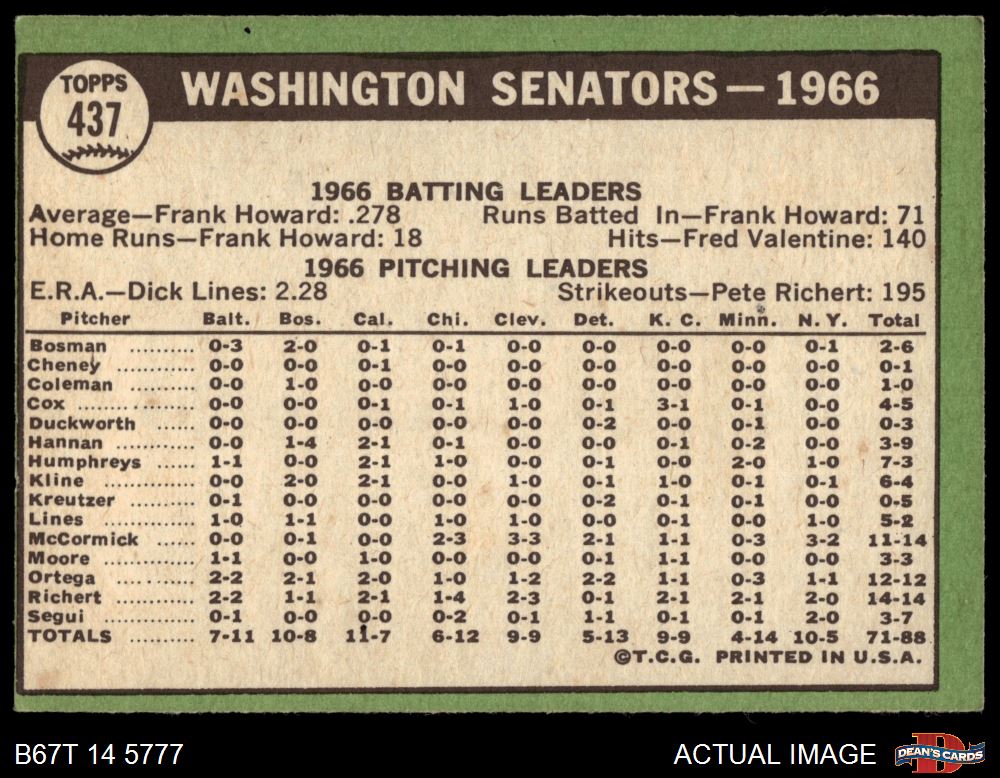 TOPPS
437
WASHINGTON SENATORS — 1966
1966 BATTING LEADERS
Average—Frank Howard: .278 Runs Batted In—Frank Howard: 71
Home Runs—Frank Howard: 18 Hits—Fred Valentine: 140
1966 PITCHING LEADERS
E.R.A.—Dick Lines: 2.28 Strikeouts—Pete Richert: 195
Pitcher Balt. Bos. Cal. Chi. Clev. Det. K. C. Minn. N. Y. Total
Bosman .......... 0-3 2-0 0-1 0-1 0-0 0-0 0-0 0-0 0-1 2-6
Cheney ............ 0-0 0-0 0-1 0-0 0-0 0-0 0-0 0-0 0-0 0-1
Coleman .......... 0-0 1-0 0-0 0-0 0-0 0-0 0-0 0-0 0-0 1-0
Cox .................. 0-0 0-0 0-1 0-1 1-0 0-1 3-1 0-1 0-0 4-5
Duckworth ...... 0-0 0-0 0-0 0-0 0-0 0-2 0-0 0-1 0-0 0-3
Hannan ............ 0-0 1-4 2-1 0-1 0-0 0-0 0-1 0-2 0-0 3-9
Humphreys ...... 1-1 0-0 2-1 1-0 0-0 0-1 0-0 2-0 1-0 7-3
Kline ................ 0-0 2-0 2-1 0-0 1-0 0-1 1-0 0-1 0-1 6-4
Kreutzer .......... 0-1 0-0 0-0 0-0 0-0 0-2 0-1 0-1 0-0 0-5
Lines .............. 1-0 1-1 0-0 1-0 1-0 0-0 0-1 0-0 1-0 5-2
McCormick ...... 0-0 0-1 0-0 2-3 3-3 2-1 1-1 0-3 3-2 11-14
Moore .............. 1-1 0-0 1-0 0-0 0-0 0-1 1-1 0-0 0-0 3-3
Ortega ............ 2-2 2-1 2-0 1-0 1-2 2-2 1-1 0-3 1-1 12-12
Richert ............ 2-2 1-1 2-1 1-4 2-3 0-1 2-1 2-1 2-0 14-14
Segui .............. 0-1 0-0 0-0 0-2 0-1 1-1 0-1 0-1 2-0 3-7
TOTALS .......... 7-11 10-8 11-7 6-12 9-9 5-13 9-9 4-14 10-5 71-88
©T.C.G. PRINTED IN U.S.A.
B67T 14 5777 ACTUAL IMAGE DEAN'S CARDS